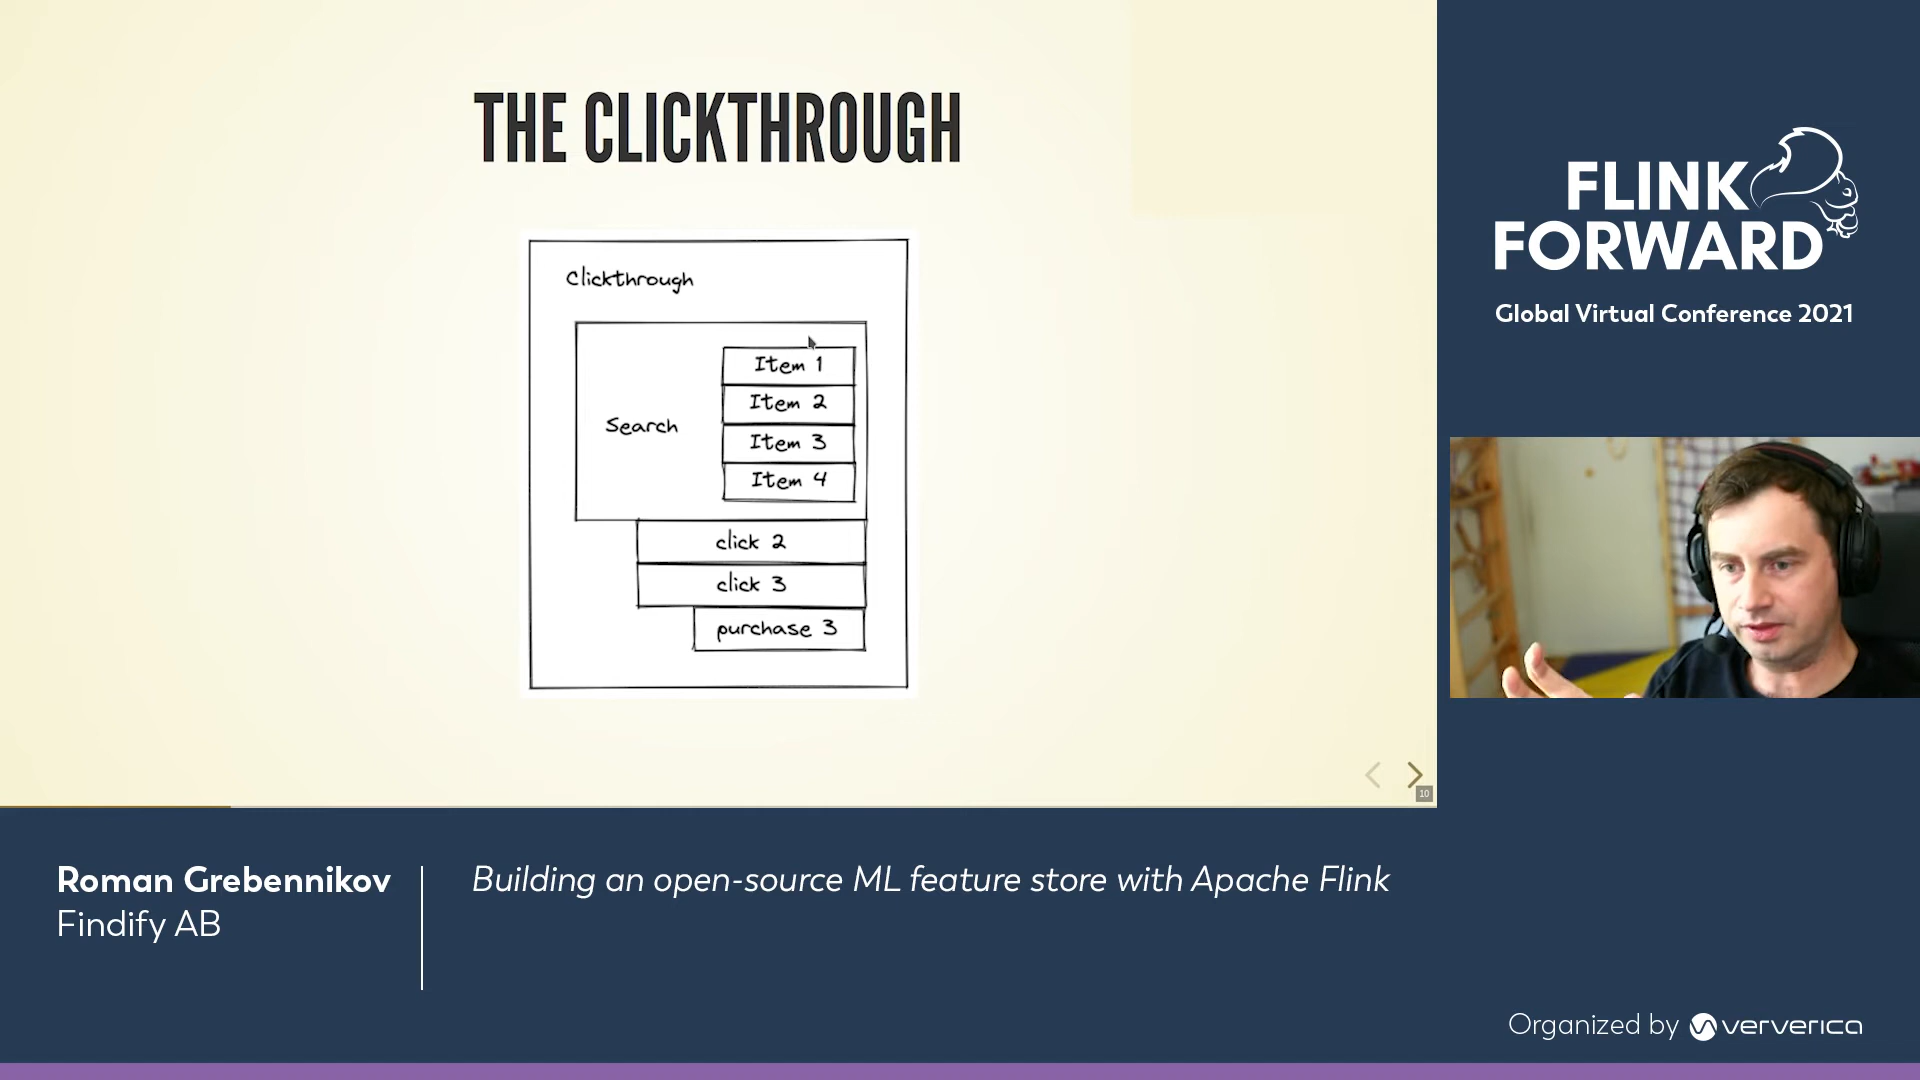 THE CLICKTHROUGH
Clickthrough
Search
Item 1
Item 2
Item 3
Item 4
click 2
click 3
purchase 3
10
FLINK
FORWARD
Global Virtual Conference 2021
Roman Grebennikov
Findify AB
Building an open-source ML feature store with Apache Flink
Organized by ververica